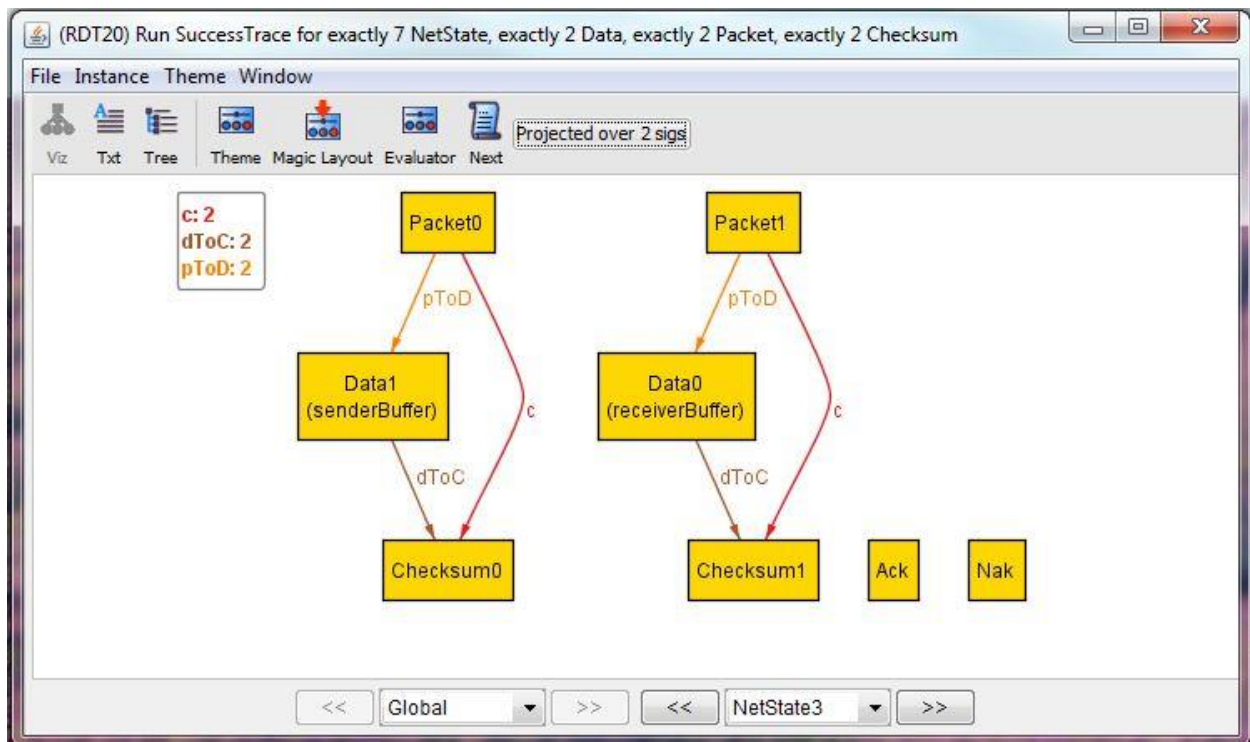 (RDT20) Run SuccessTrace for exactly 7 NetState, exactly 2 Data, exactly 2 Packet, exactly 2 Checksum
File Instance Theme Window
Viz Txt Tree Theme Magic Layout Evaluator Next Projected over 2 sigs
c: 2
dToC: 2
pToD: 2
Packet0 Packet1
pToD pToD
Data1
(senderBuffer)
c
Data0
(receiverBuffer)
c
dToC dToC
Checksum0 Checksum1 Ack Nak
<< Global >> << NetState3 >>